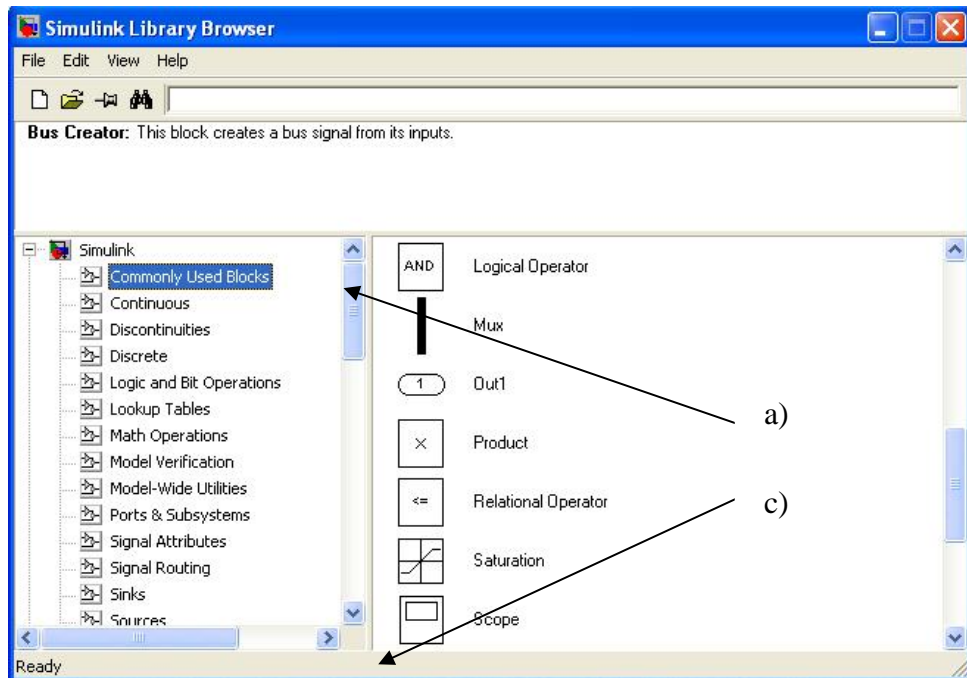 Simulink Library Browser
File Edit View Help
Bus Creator: This block creates a bus signal from its inputs.
Simulink
Commonly Used Blocks
Continuous
Discontinuities
Discrete
Logic and Bit Operations
Lookup Tables
Math Operations
Model Verification
Model-Wide Utilities
Ports & Subsystems
Signal Attributes
Signal Routing
Sinks
Sources
AND Logical Operator
Mux
1 Out1
× Product
<= Relational Operator
Saturation
Scope
a)
c)
Ready